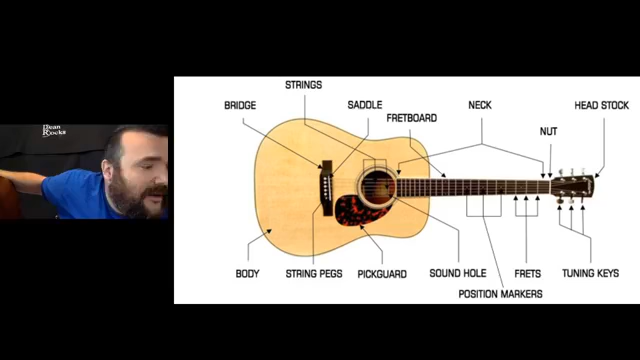 STRINGS
BRIDGE
SADDLE
FRETBOARD
NECK
HEAD STOCK
NUT
Dean
Rocks
BODY
STRING PEGS
PICKGUARD
SOUND HOLE
FRETS
TUNING KEYS
POSITION MARKERS